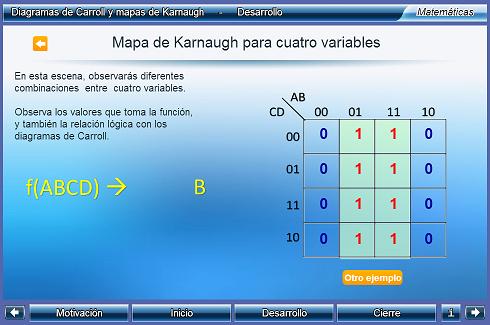 Diagramas de Carroll y mapas de Karnaugh - Desarrollo Matemáticas
Mapa de Karnaugh para cuatro variables
En esta escena, observarás diferentes
combinaciones entre cuatro variables.
Observa los valores que toma la función,
y también la relación lógica con los
diagramas de Carroll.
f(ABCD) → B
AB
CD 00 01 11 10
00 0 1 1 0
01 0 1 1 0
11 0 1 1 0
10 0 1 1 0
Otro ejemplo
Motivación Inicio Desarrollo Cierre i